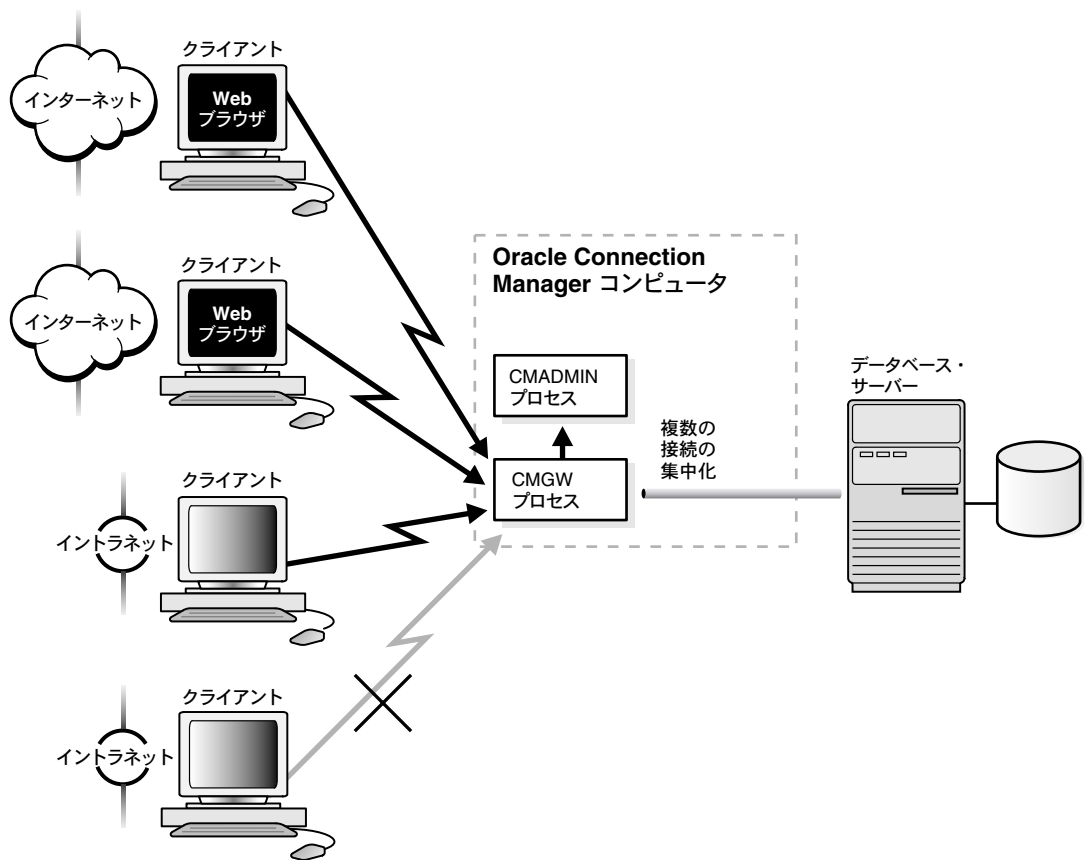 クライアント
インターネット
Web
ブラウザ
クライアント
インターネット
Web
ブラウザ
Oracle Connection
Manager コンピュータ
CMADMIN
プロセス
CMGW
プロセス
複数の
接続の
集中化
データベース・
サーバー
クライアント
イントラネット
クライアント
イントラネット